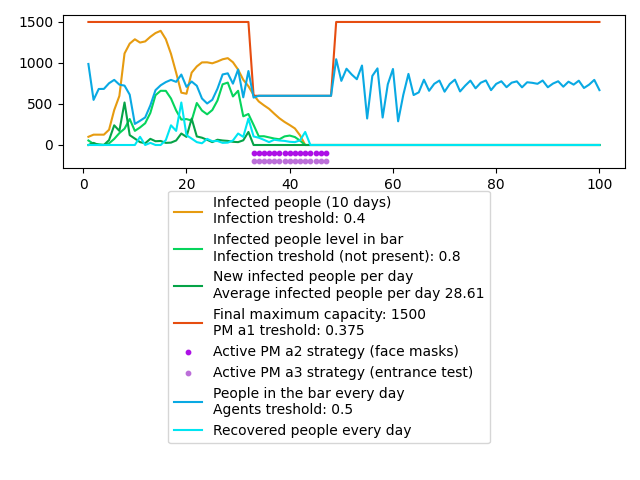 1500
1000
500
0
0 20 40 60 80 100
Infected people (10 days)
Infection treshold: 0.4
Infected people level in bar
Infection treshold (not present): 0.8
New infected people per day
Average infected people per day 28.61
Final maximum capacity: 1500
PM a1 treshold: 0.375
Active PM a2 strategy (face masks)
Active PM a3 strategy (entrance test)
People in the bar every day
Agents treshold: 0.5
Recovered people every day